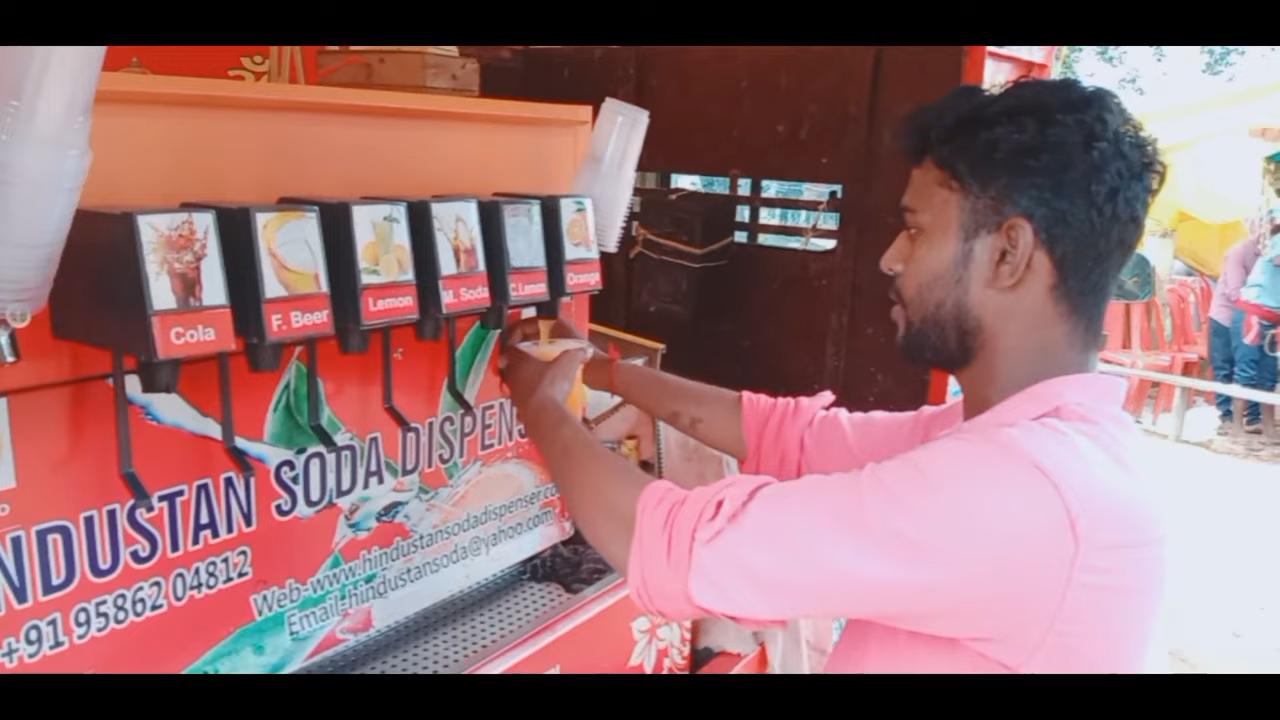 Cola
F. Beer
Lemon
M. Soda
C.Lemon
Orange
NDUSTAN SODA DISPENS
+91 95862 04812
Web-www.hindustansodadispenser.co
Email-hindustansoda@yahoo.com